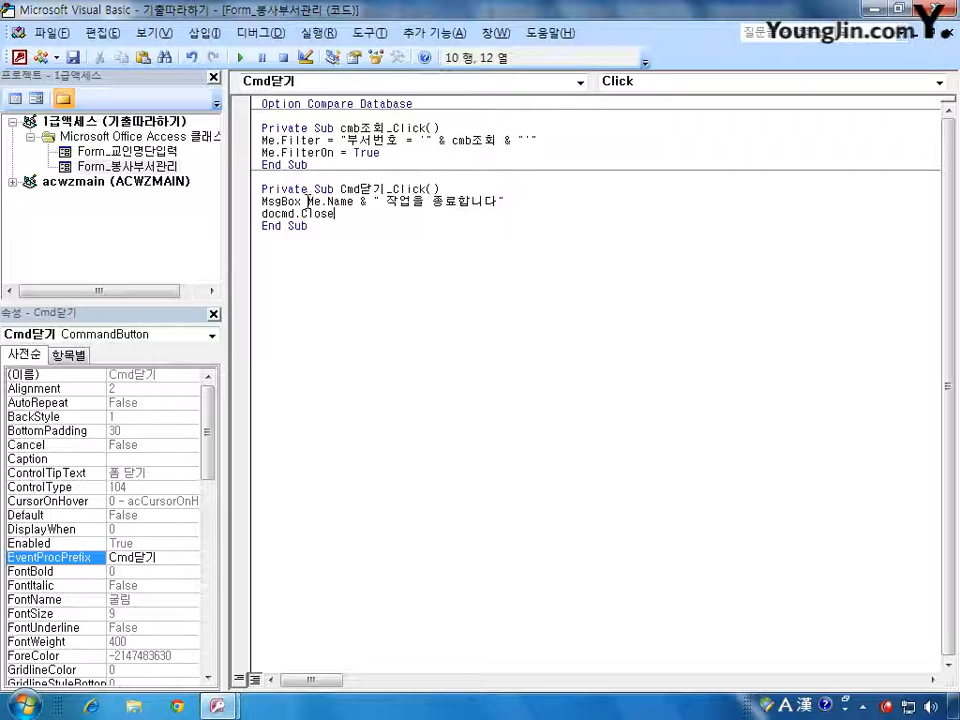 Microsoft Visual Basic - 기출따라하기 - [Form_봉사부서관리 (코드)]
파일(F) 편집(E) 보기(V) 삽입(I) 디버그(D) 실행(R) 도구(T) 추가 기능(A) 창(W) 도움말(H)
YoungJin.com Y
10 행, 12 열
프로젝트 - 1급액세스
Cmd닫기 Click
1급액세스 (기출따라하기)
Microsoft Office Access 클래스
Form_교인명단입력
Form_봉사부서관리
acwzmain (ACWZMAIN)
Option Compare Database
Private Sub cmb조회_Click()
Me.Filter = "부서번호 = '" & cmb조회 & "'"
Me.FilterOn = True
End Sub
Private Sub Cmd닫기_Click()
MsgBox Me.Name & " 작업을 종료합니다"
docmd.Close
End Sub
속성 - Cmd닫기
Cmd닫기 CommandButton
사전순 항목별
(이름) Cmd닫기
Alignment 2
AutoRepeat False
BackStyle 1
BottomPadding 30
Cancel False
Caption
ControlTipText 폼 닫기
ControlType 104
CursorOnHover 0 - acCursorOnH
Default False
DisplayWhen 0
Enabled True
EventProcPrefix Cmd닫기
FontBold 0
FontItalic False
FontName 굴림
FontSize 9
FontUnderline False
FontWeight 400
ForeColor -2147483630
GridlineColor 0
GridlineStyleBotton 0
A 漢